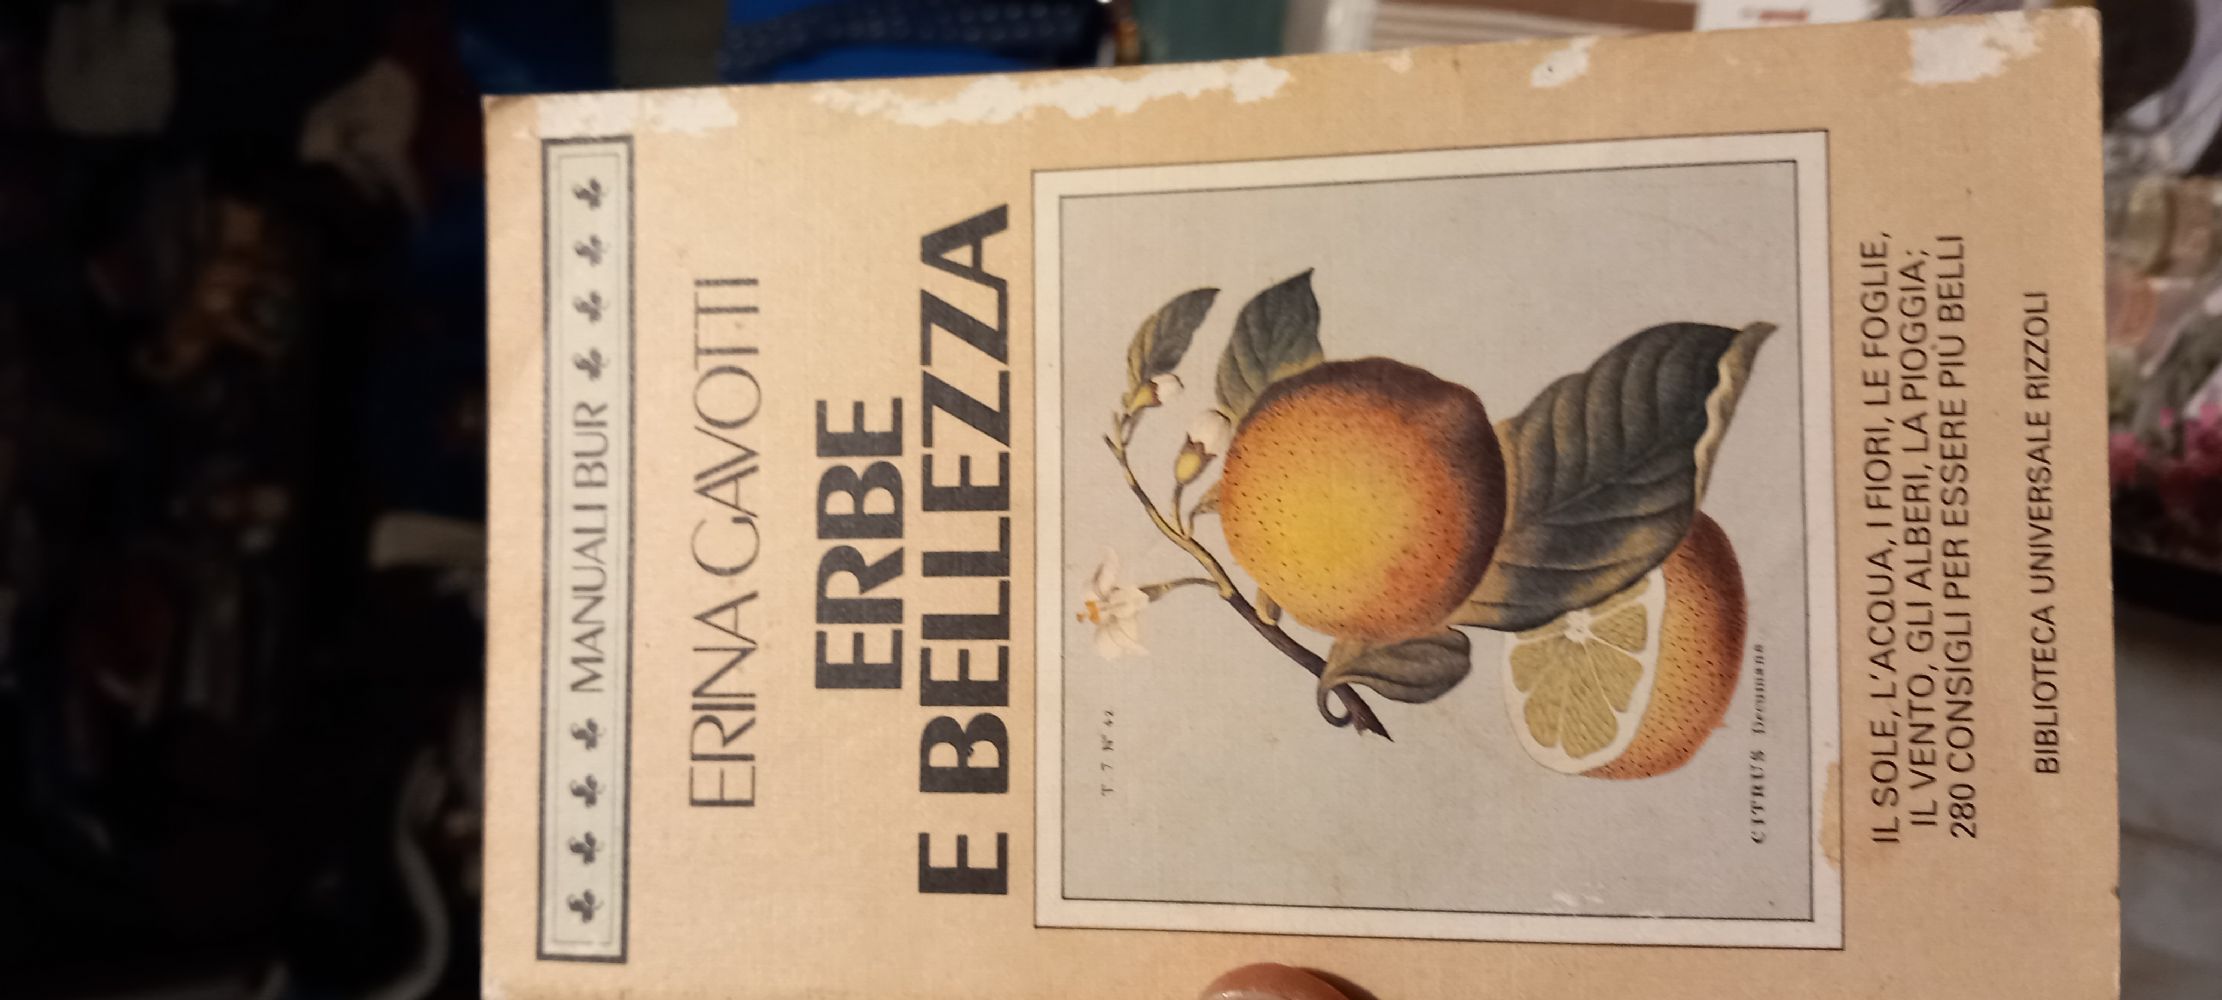 MANUALI BUR
ERINA GAVOTTI
ERBE
E BELLEZZA
T. 7 N° 42
CITRUS Decumana
IL SOLE, L'ACQUA, I FIORI, LE FOGLIE,
IL VENTO, GLI ALBERI, LA PIOGGIA;
280 CONSIGLI PER ESSERE PIÙ BELLI
BIBLIOTECA UNIVERSALE RIZZOLI